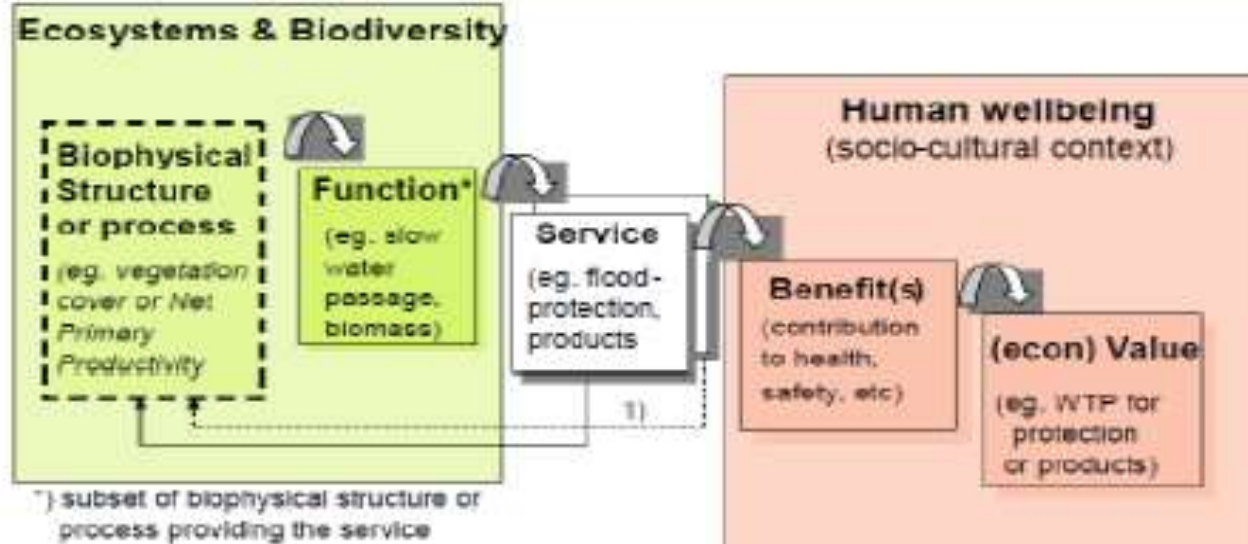 Ecosystems & Biodiversity
Biophysical
Structure
or process
(eg. vegetation
cover or Net
Primary
Productivity
Function*
(eg. slow
water
passage,
biomass)
Service
(eg. flood-
protection,
products
1)
Human wellbeing
(socio-cultural context)
Benefit(s)
(contribution
to health,
safety, etc)
(econ) Value
(eg. WTP for
protection
or products)
*) subset of biophysical structure or
process providing the service